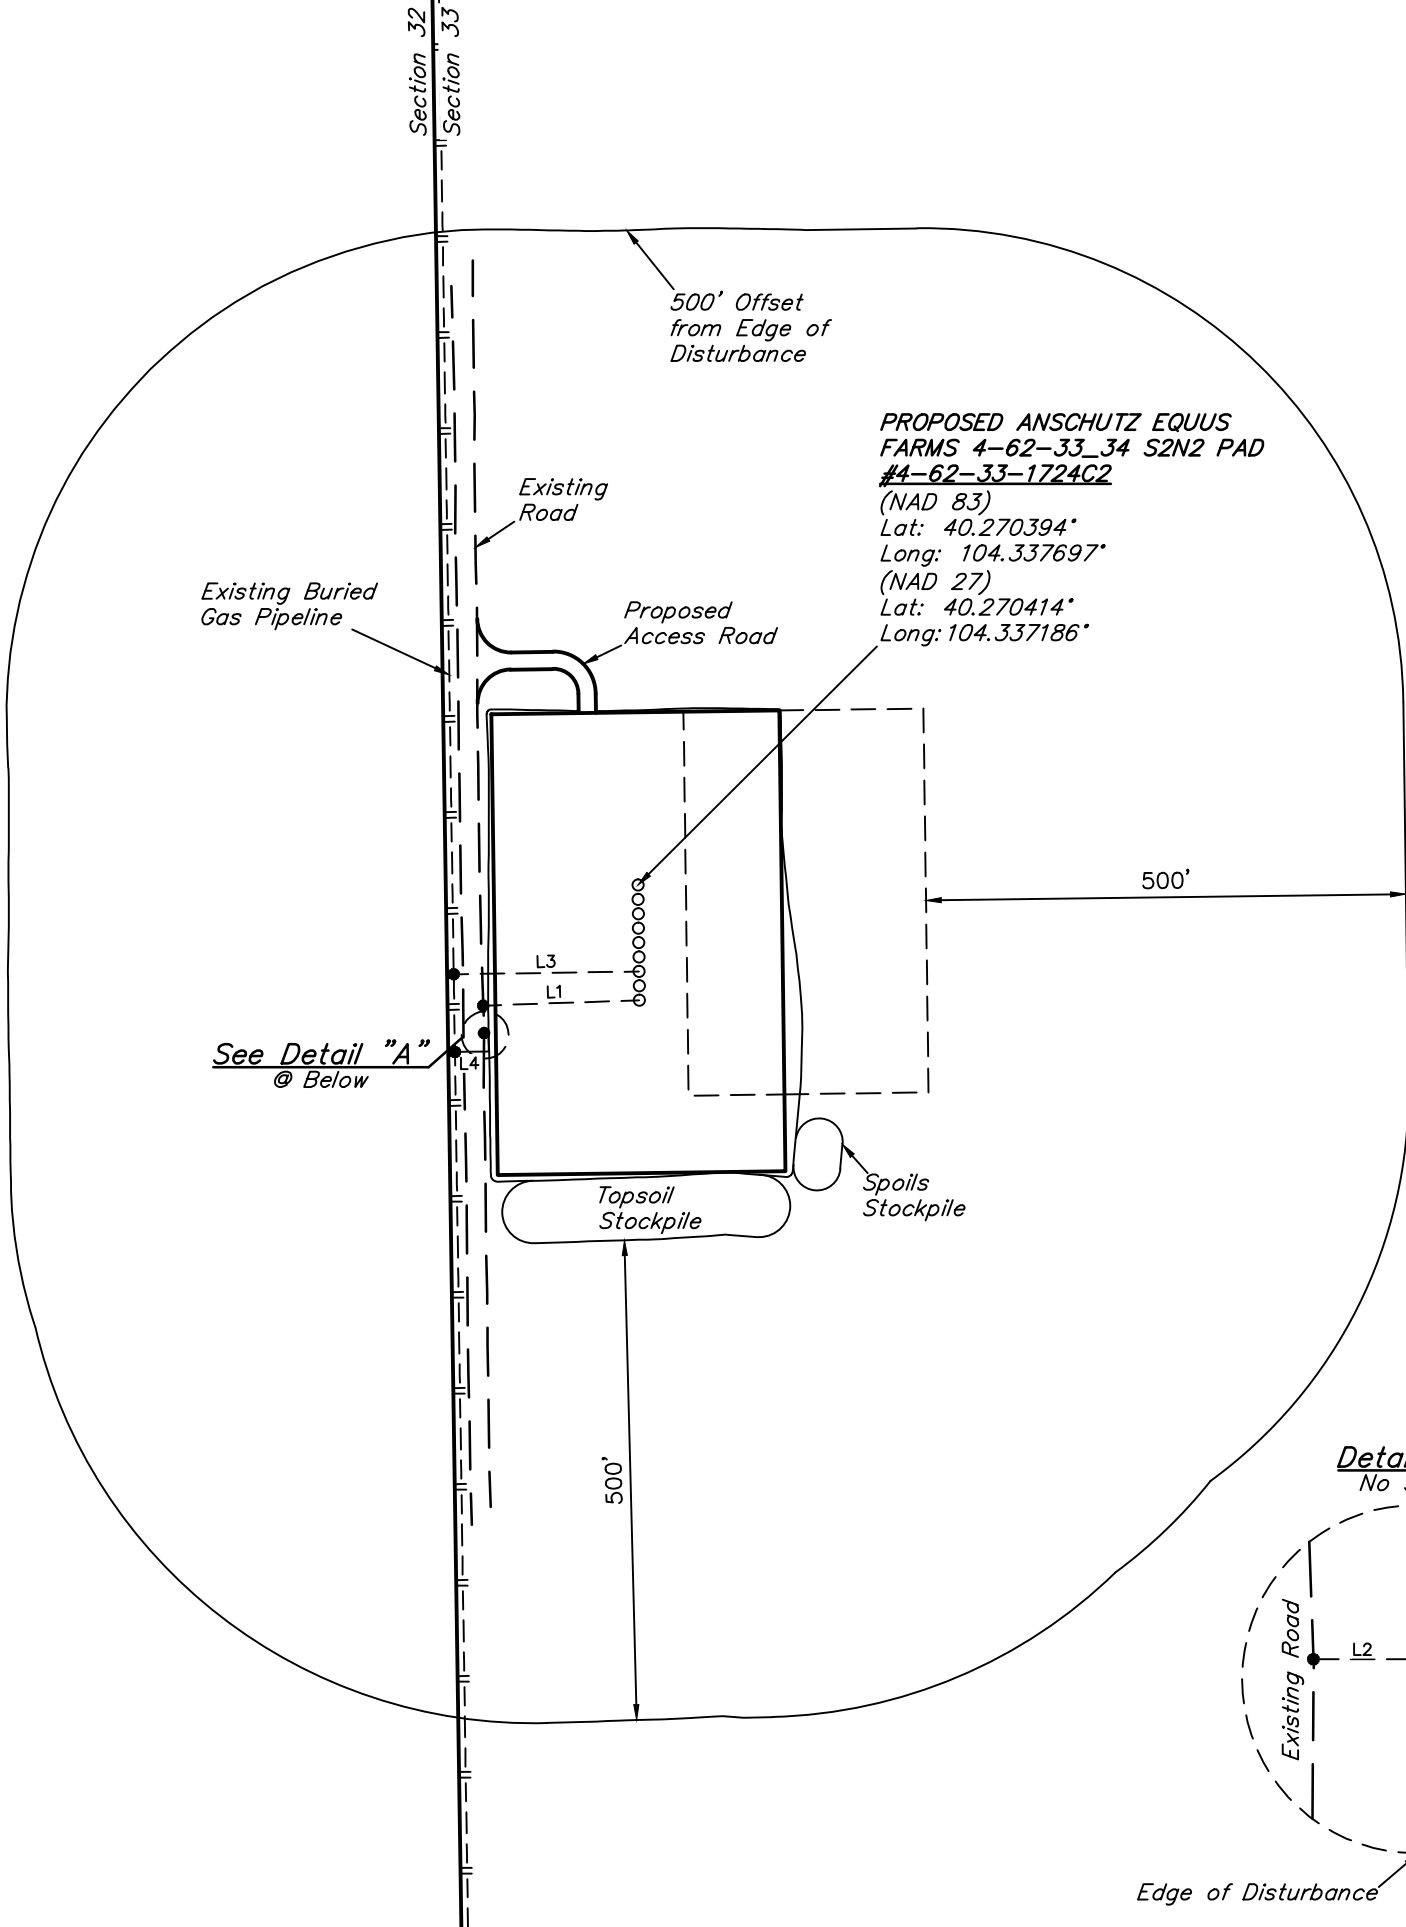 Section 32
Section 33
500' Offset
from Edge of
Disturbance
PROPOSED ANSCHUTZ EQUUS
FARMS 4-62-33_34 S2N2 PAD
#4-62-33-1724C2
(NAD 83)
Lat: 40.270394°
Long: 104.337697°
(NAD 27)
Lat: 40.270414°
Long: 104.337186°
Existing
Road
Existing Buried
Gas Pipeline
Proposed
Access Road
500'
L3
L1
See Detail "A"
@ Below
L4
Spoils
Stockpile
Topsoil
Stockpile
500'
No
Existing Road
L2
Edge of Disturbance